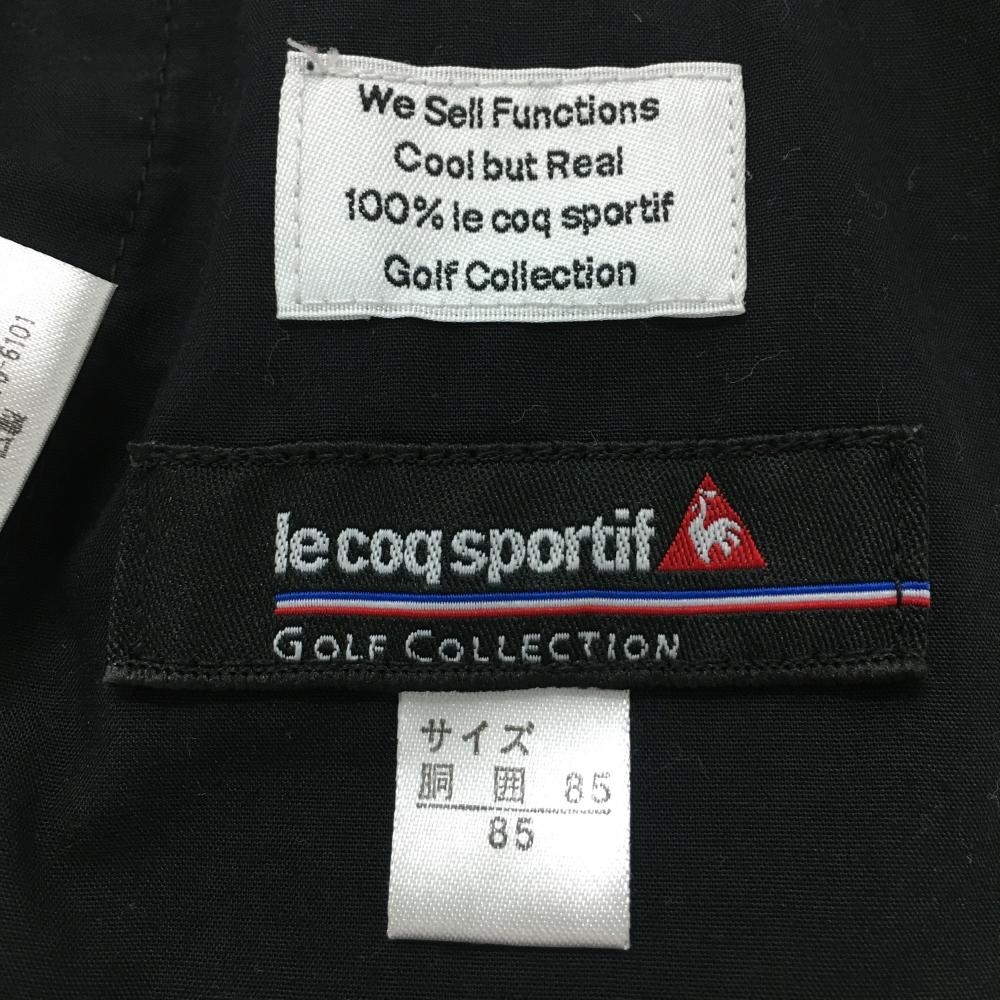 We Sell Functions
Cool but Real
100% le coq sportif
Golf Collection
6101
le coq sportif
GOLF COLLECTION
サイズ
胴囲 85
85